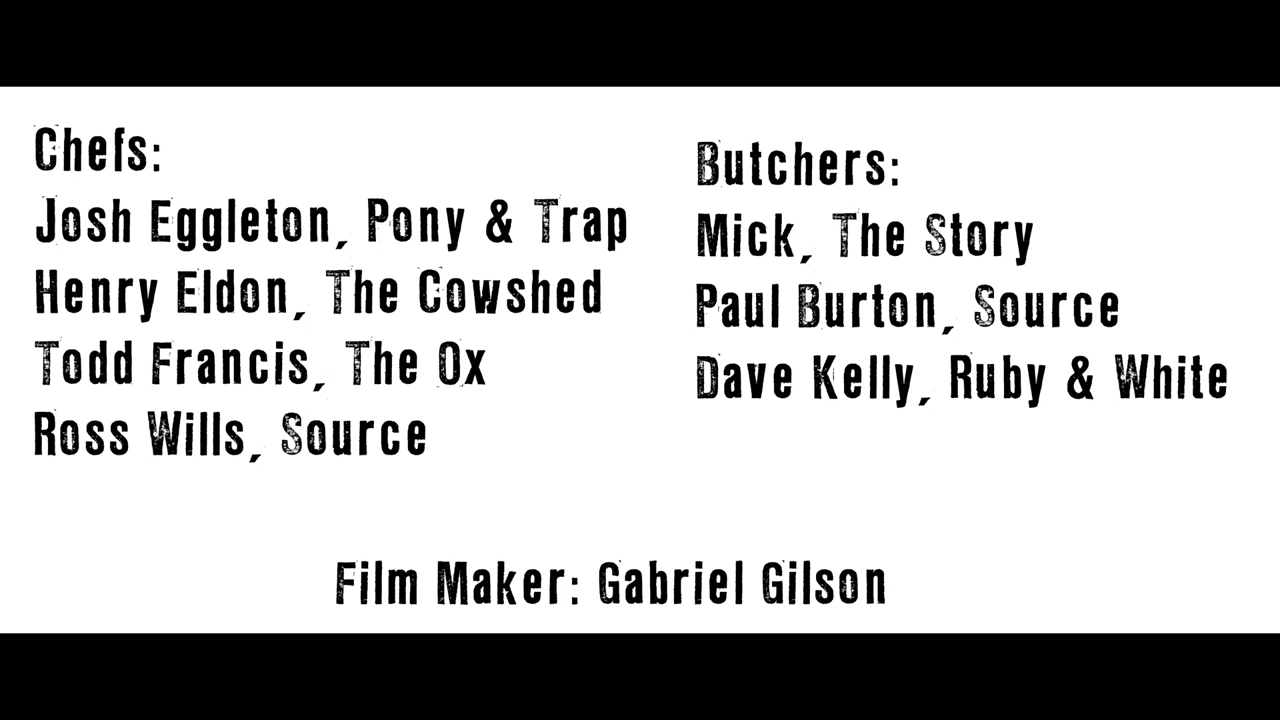 Chefs:
Josh Eggleton, Pony & Trap
Henry Eldon, The Cowshed
Todd Francis, The Ox
Ross Wills, Source
Butchers:
Mick, The Story
Paul Burton, Source
Dave Kelly, Ruby & White
Film Maker: Gabriel Gilson